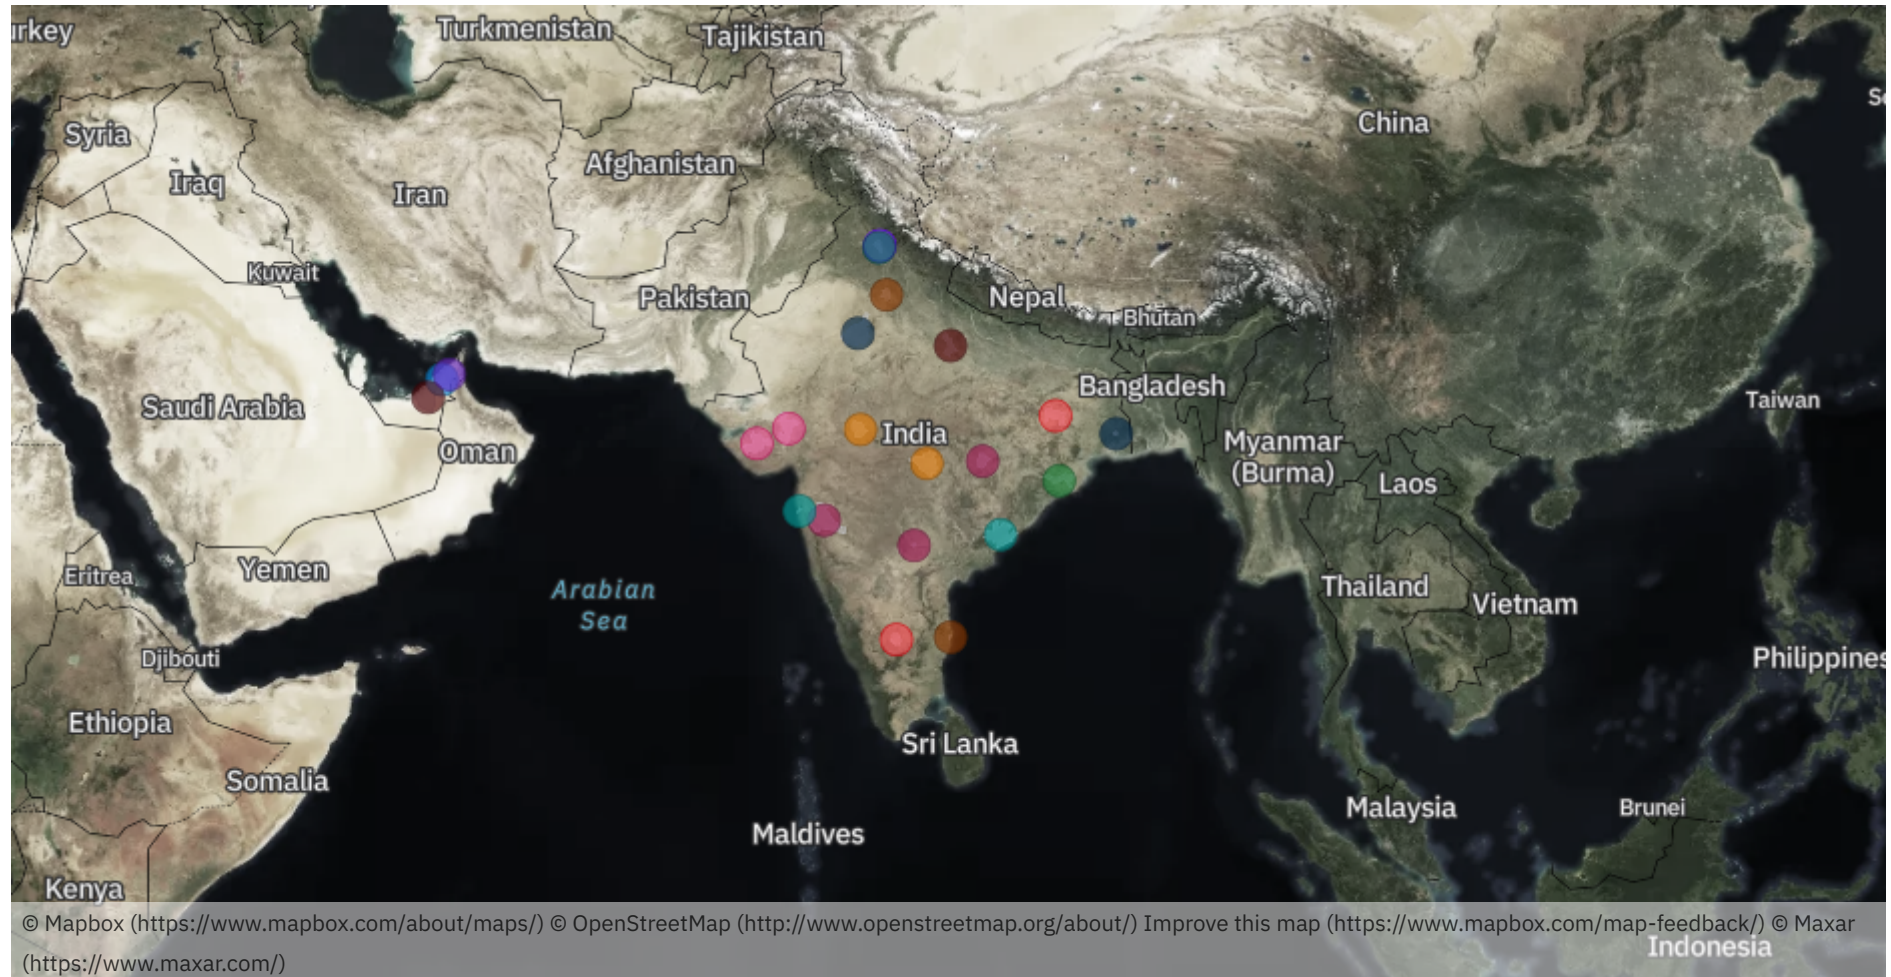 urkey
Turkmenistan
Tajikistan
Syria
China
Afghanistan
Iraq
Iran
Kuwait
Pakistan
Nepal
Bhutan
Bangladesh
Taiwan
Saudi Arabia
India
Oman
Myanmar
(Burma)
Laos
Eritrea
Yemen
Arabian
Sea
Thailand
Vietnam
Djibouti
Philippines
Ethiopia
Sri Lanka
Somalia
Malaysia
Brunei
Maldives
Kenya
© Mapbox (https://www.mapbox.com/about/maps/) © OpenStreetMap (http://www.openstreetmap.org/about/) Improve this map (https://www.mapbox.com/map-feedback/) © Maxar
(https://www.maxar.com/)
Indonesia